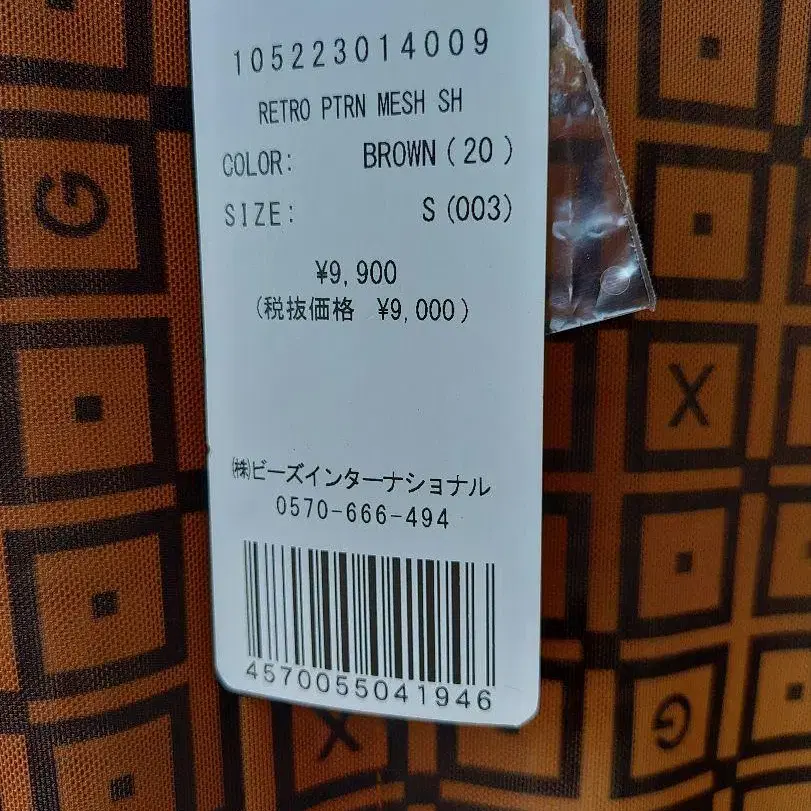 105223014009
RETRO PTRN MESH SH
COLOR: BROWN(20)
SIZE: S(003)
¥9,900
(税抜価格 ¥9,000)
㈱ビーズインターナショナル
0570-666-494
4570055041946
G
X
X
G